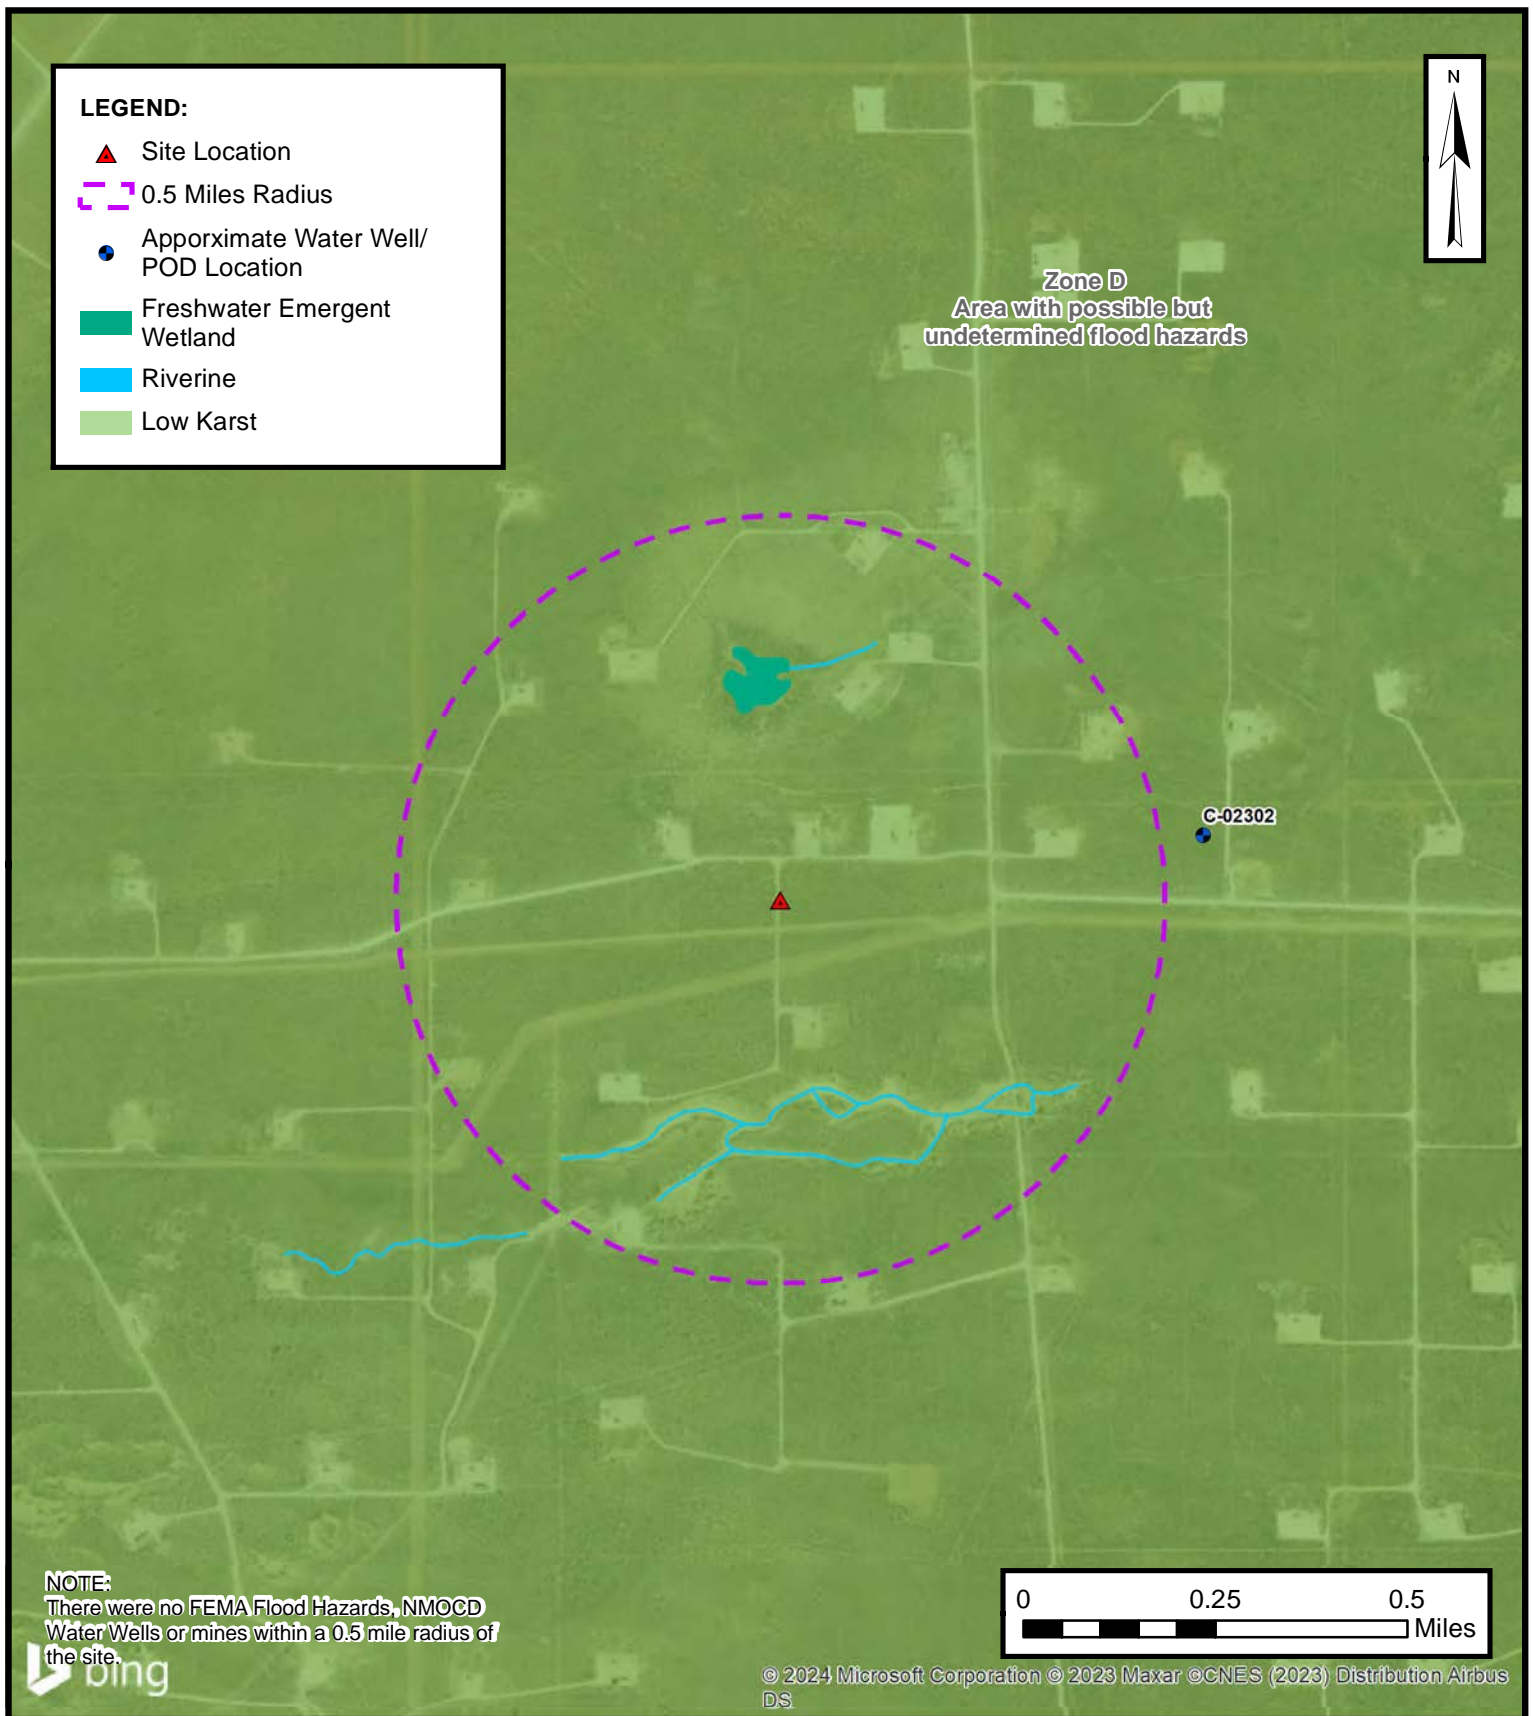 LEGEND:
Site Location
0.5 Miles Radius
Apporximate Water Well/
POD Location
Freshwater Emergent
Wetland
Riverine
Low Karst
N
Zone D
Area with possible but
undetermined flood hazards
C-02302
NOTE:
There were no FEMA Flood Hazards, NMOCD
Water Wells or mines within a 0.5 mile radius of
the site.
bing
0 0.25 0.5
Miles
© 2024 Microsoft Corporation © 2023 Maxar ©CNES (2023) Distribution Airbus
DS